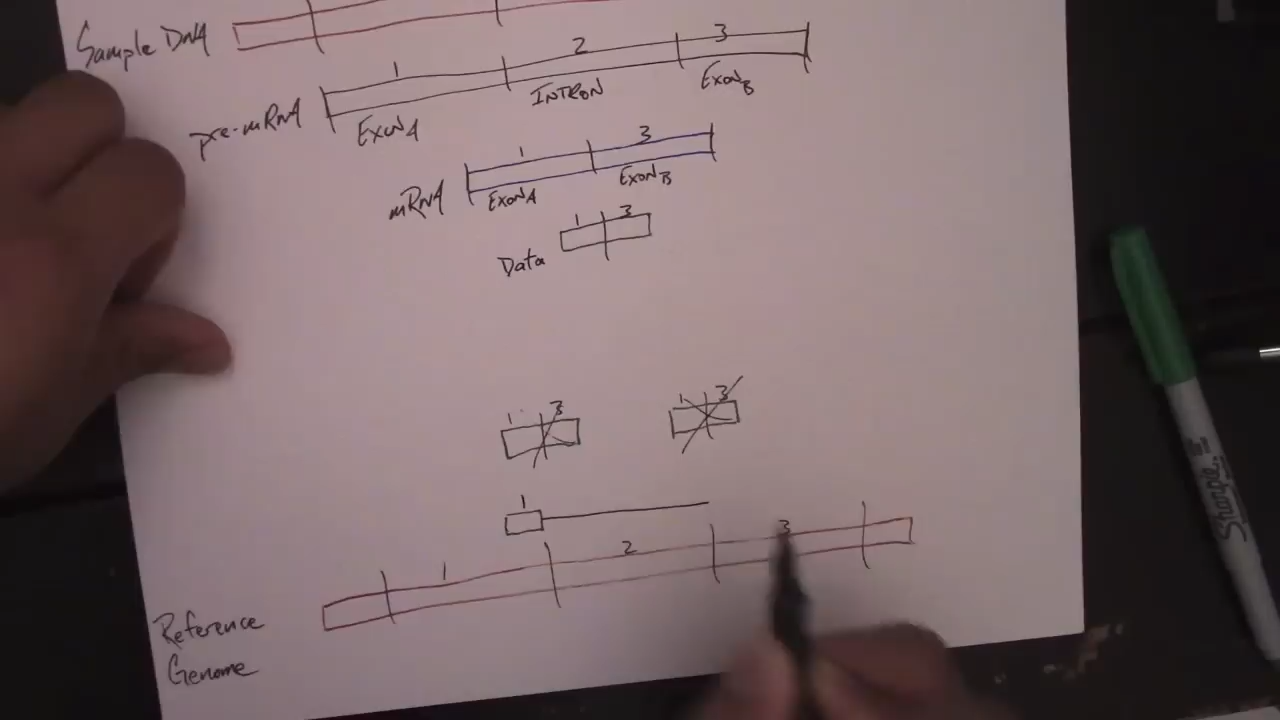 Sample DNA
1 2 3
pre-mRNA
Exon A INTRON Exon B
1 3
mRNA
Exon A Exon B
1 3
Data
1 3 1 3
1
1 2 3
Reference
Genome
Sharpie